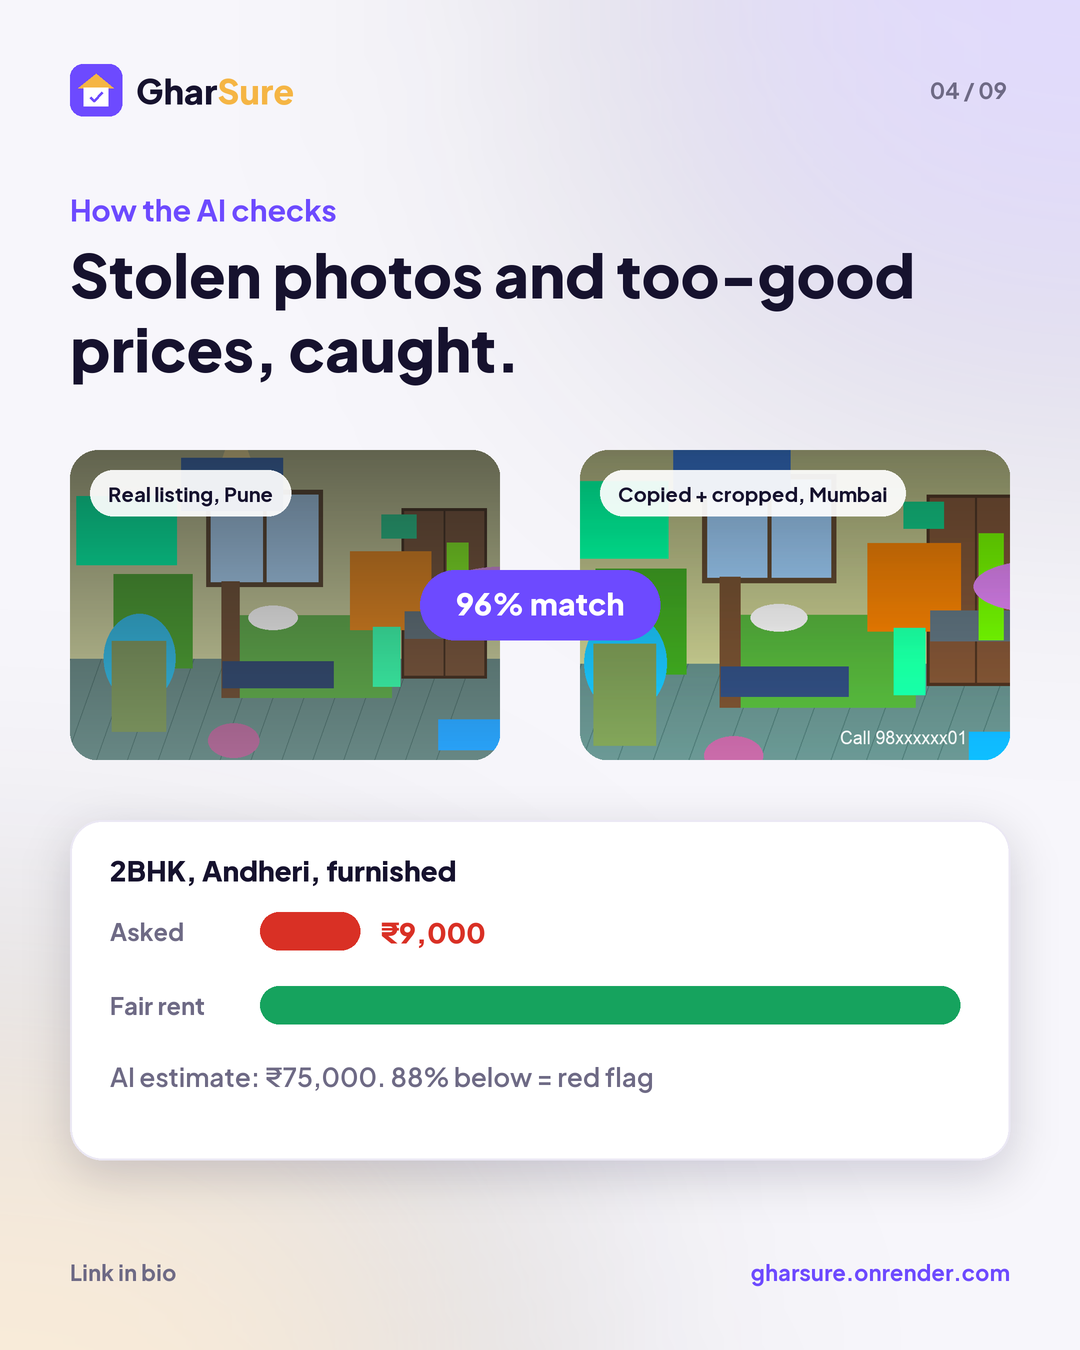 GharSure
04 / 09
How the AI checks
Stolen photos and too-good
prices, caught.
Real listing, Pune
Copied + cropped, Mumbai
96% match
Call 98xxxxxx01
2BHK, Andheri, furnished
Asked
₹9,000
Fair rent
AI estimate: ₹75,000. 88% below = red flag
Link in bio
gharsure.onrender.com